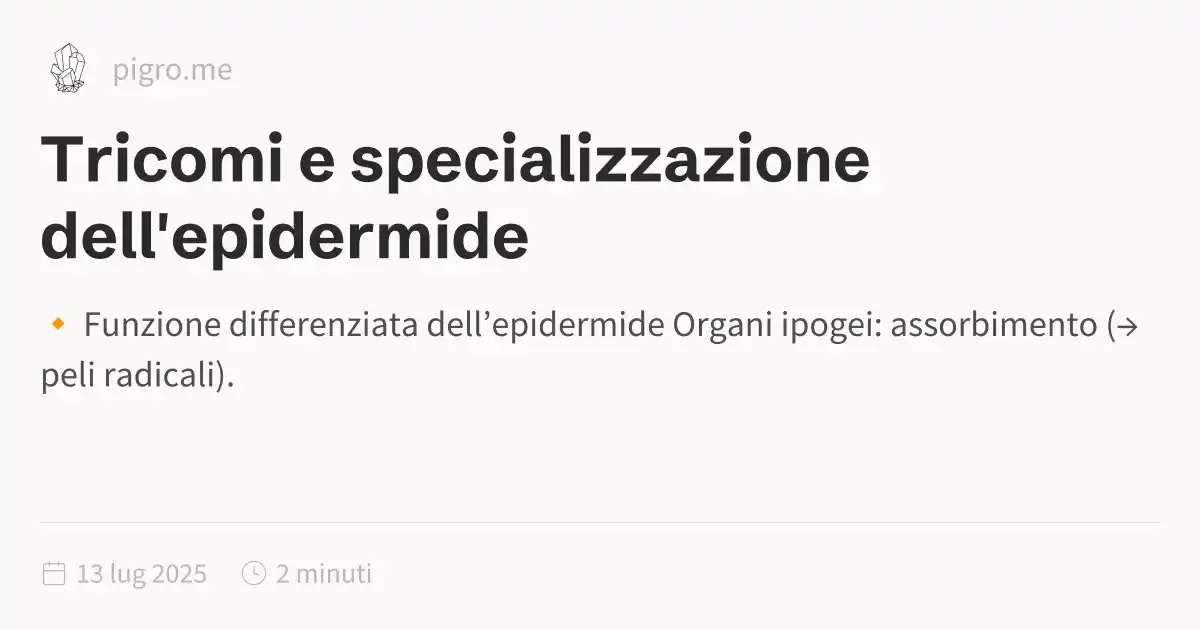 pigro.me
Tricomi e specializzazione
dell'epidermide
🔸 Funzione differenziata dell’epidermide Organi ipogei: assorbimento (→
peli radicali).
13 lug 2025 2 minuti